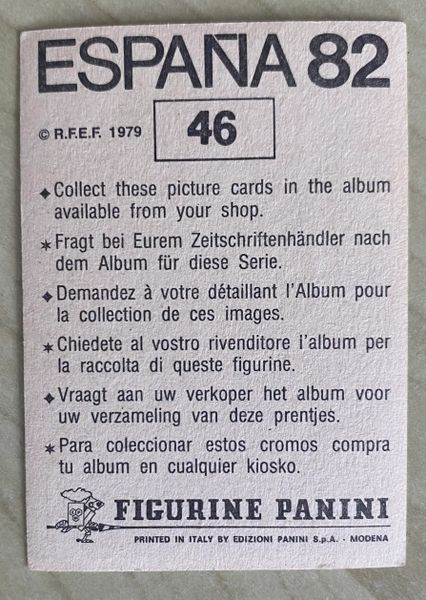 ESPAÑA 82
© R.F.E.F. 1979
46
Collect these picture cards in the album
available from your shop.
Fragt bei Eurem Zeitschriftenhändler nach
dem Album für diese Serie.
Demandez à votre détaillant l'Album pour
la collection de ces images.
Chiedete al vostro rivenditore l'album per
la raccolta di queste figurine.
Vraagt aan uw verkoper het album voor
uw verzameling van deze prentjes.
Para coleccionar estos cromos compra
tu album en cualquier kiosko.
FIGURINE PANINI
PRINTED IN ITALY BY EDIZIONI PANINI S.p.A. - MODENA